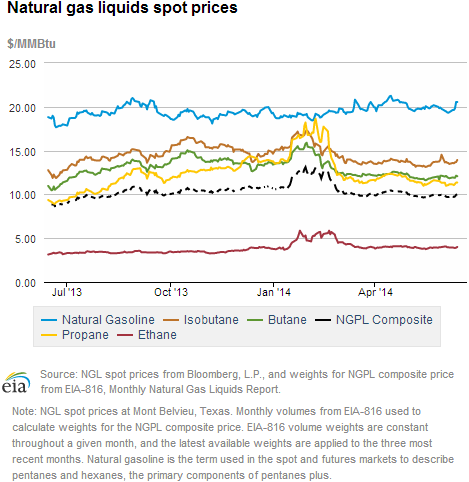 Natural gas liquids spot prices
$/MMBtu
25.00
20.00
15.00
10.00
5.00
0.00
Jul '13
Oct'13
Jan '14
Apr '14
Natural Gasoline
Isobutane
Butane
NGPL Composite
Propane
Ethane
eia
Source: NGL spot prices from Bloomberg, L.P., and weights for NGPL composite price
from EIA-816, Monthly Natural Gas Liquids Report.
Note: NGL spot prices at Mont Belvieu, Texas. Monthly volumes from EIA-816 used to
calculate weights for the NGPL composite price. EIA-816 volume weights are constant
throughout a given month, and the latest available weights are applied to the three most
recent months. Natural gasoline is the term used in the spot and futures markets to describe
pentanes and hexanes, the primary components of pentanes plus.